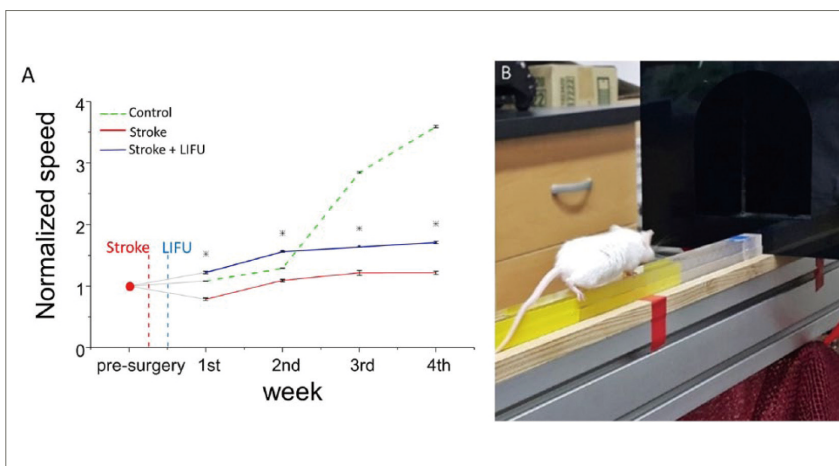 A
4
3
2
1
0
Normalized speed
Control
Stroke
Stroke + LIFU
Stroke
LIFU
*
*
*
*
pre-surgery
1st
2nd
3rd
4th
week
B